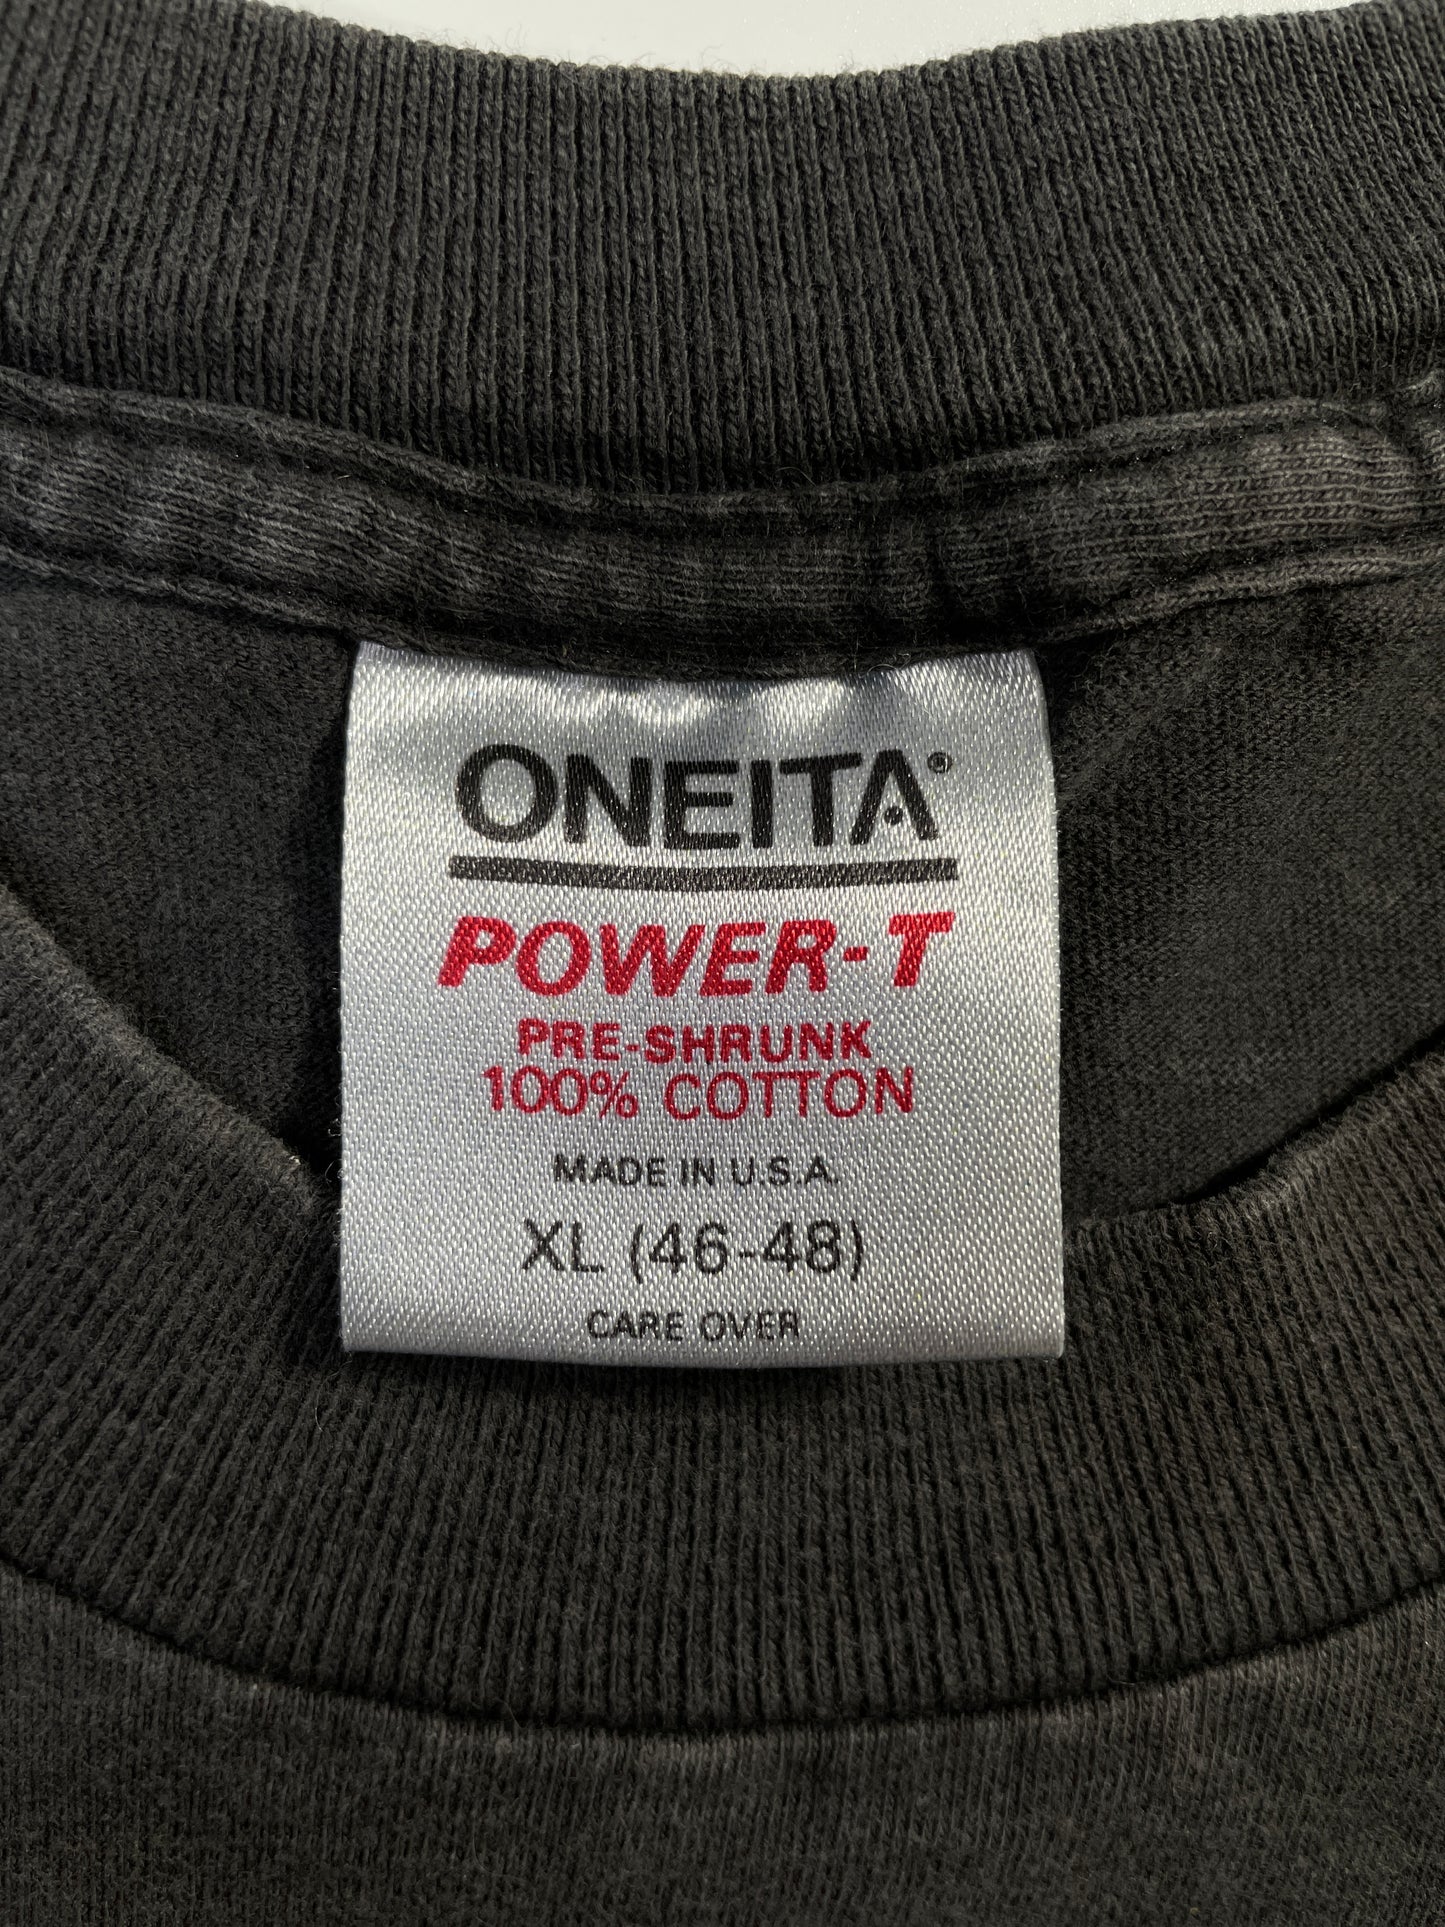 ONEITA®
POWER-T
PRE-SHRUNK
100% COTTON
MADE IN U.S.A.
XL (46-48)
CARE OVER